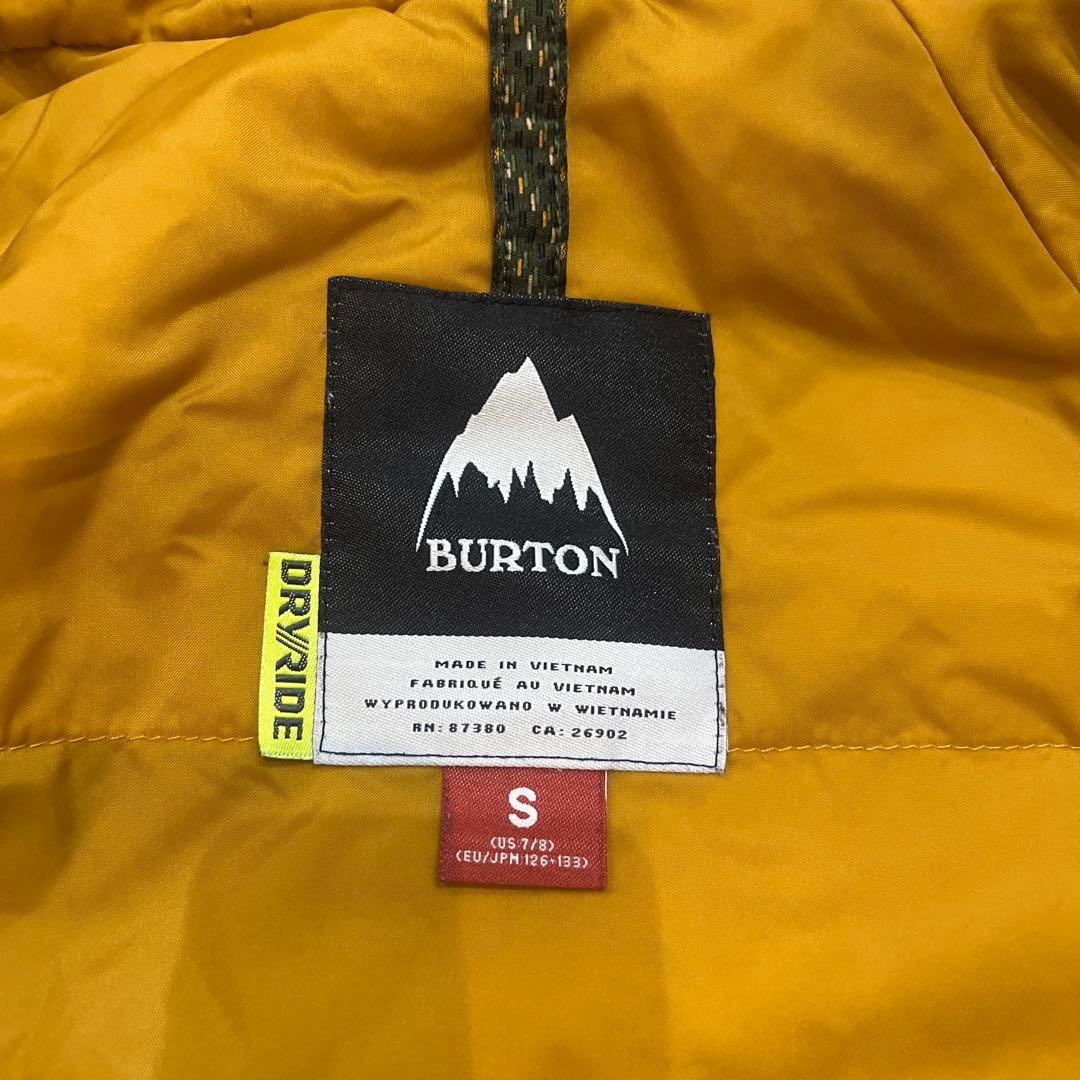 BURTON
DRY//RIDE
MADE IN VIETNAM
FABRIQUÉ AU VIETNAM
WYPRODUKOWANO W WIETNAMIE
RN: 87380 CA: 26902
S
(US 7/8)
(EU/JPN 126-133)